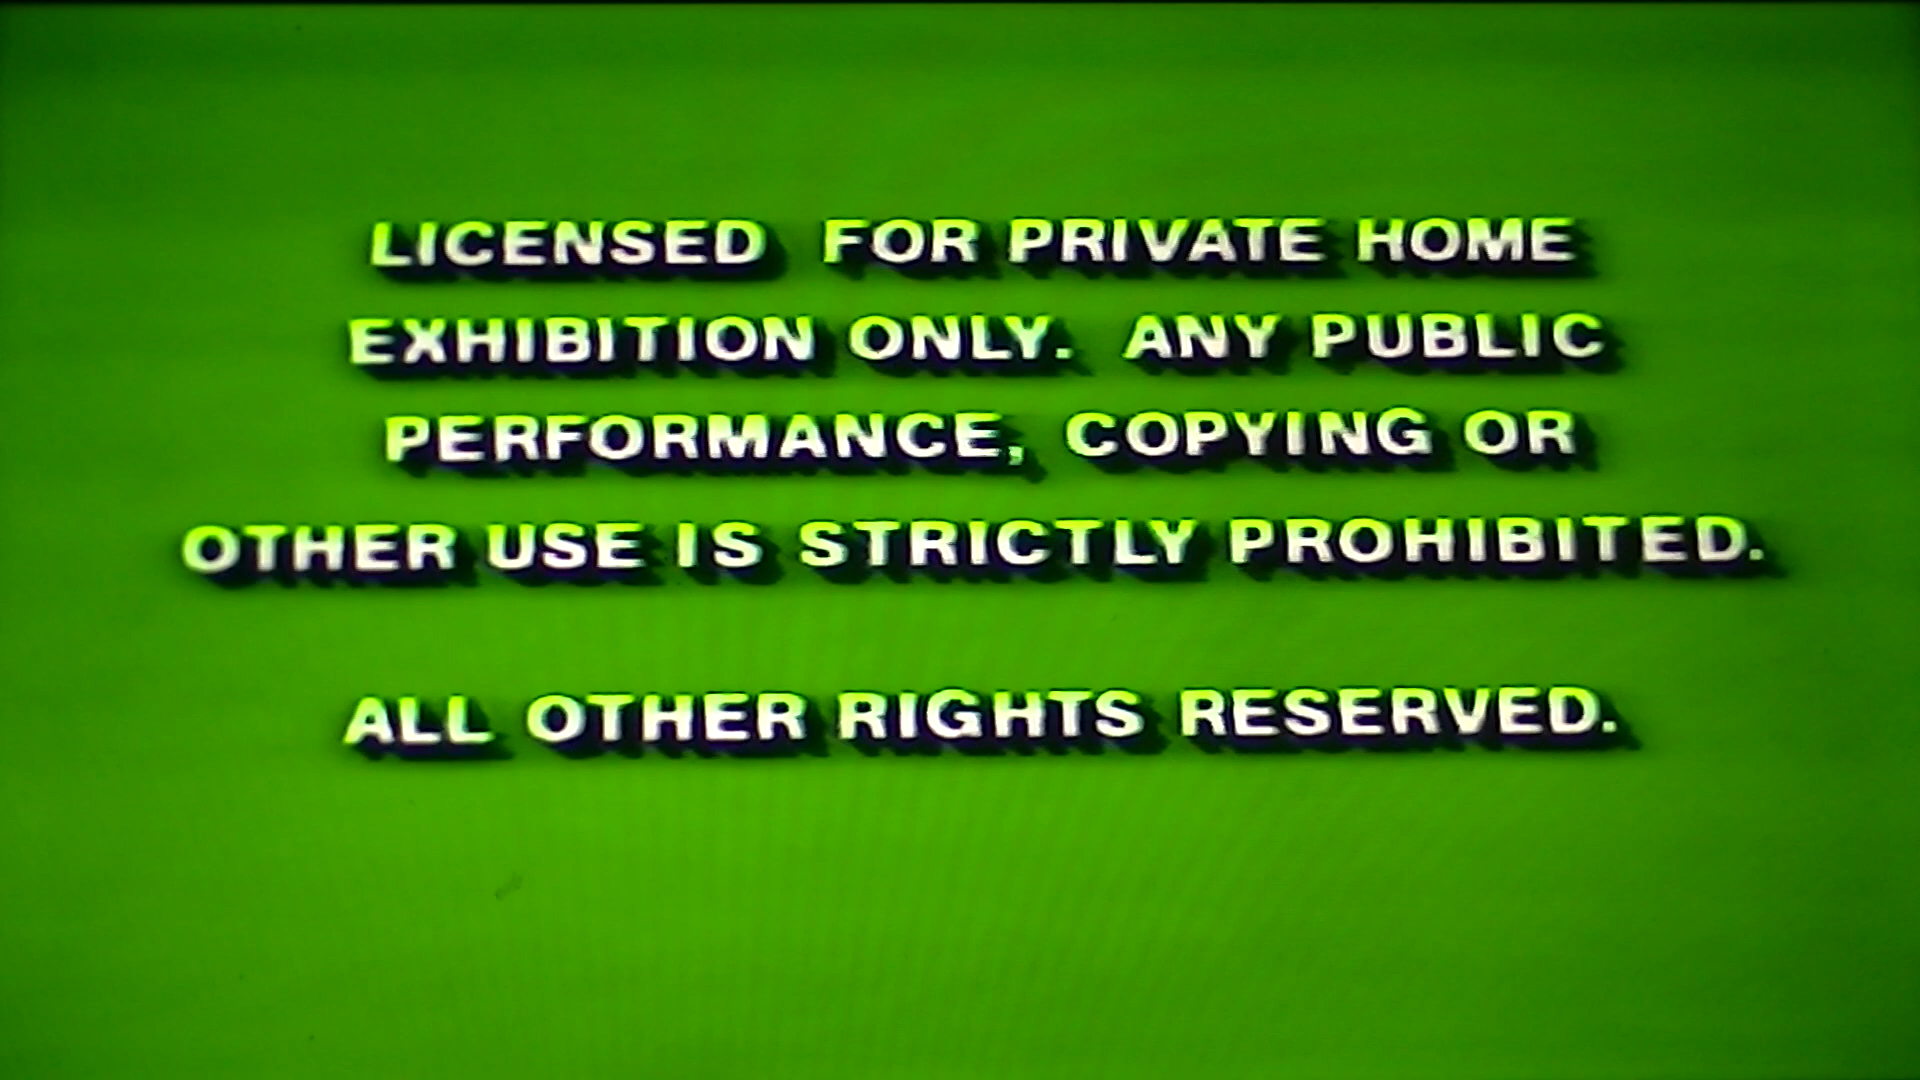 LICENSED FOR PRIVATE HOME
EXHIBITION ONLY. ANY PUBLIC
PERFORMANCE, COPYING OR
OTHER USE IS STRICTLY PROHIBITED.
ALL OTHER RIGHTS RESERVED.